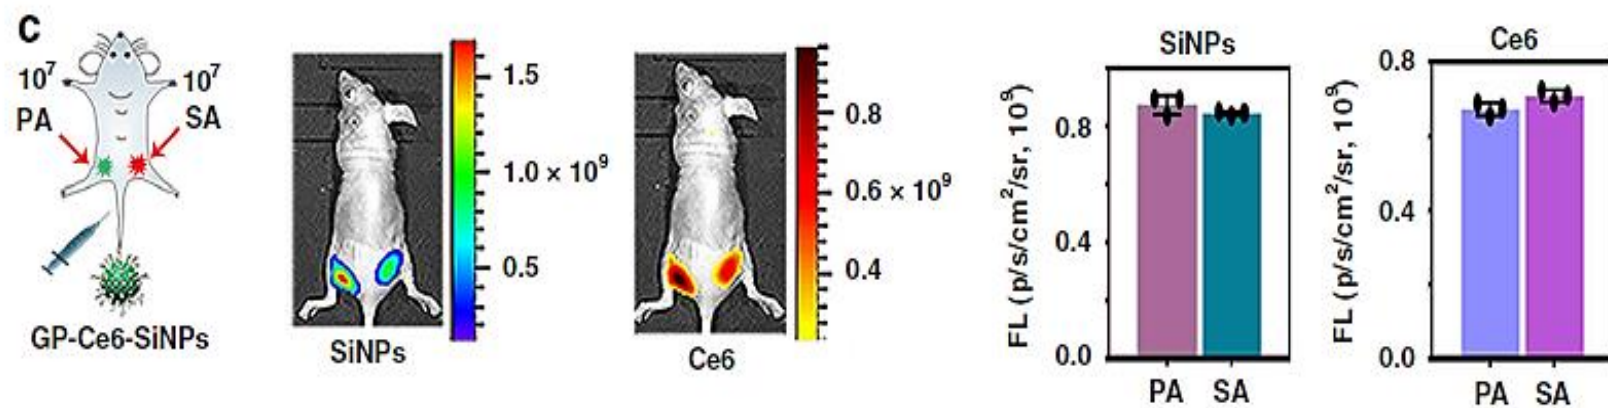 C
10⁷ 10⁷
PA SA
GP-Ce6-SiNPs
1.5
1.0 × 10⁹
0.5
SiNPs
0.8
0.6 × 10⁹
0.4
Ce6
SiNPs
FL (p/s/cm²/sr, 10⁹)
0.8
0.4
0.0
PA SA
Ce6
FL (p/s/cm²/sr, 10⁹)
0.8
0.4
0.0
PA SA